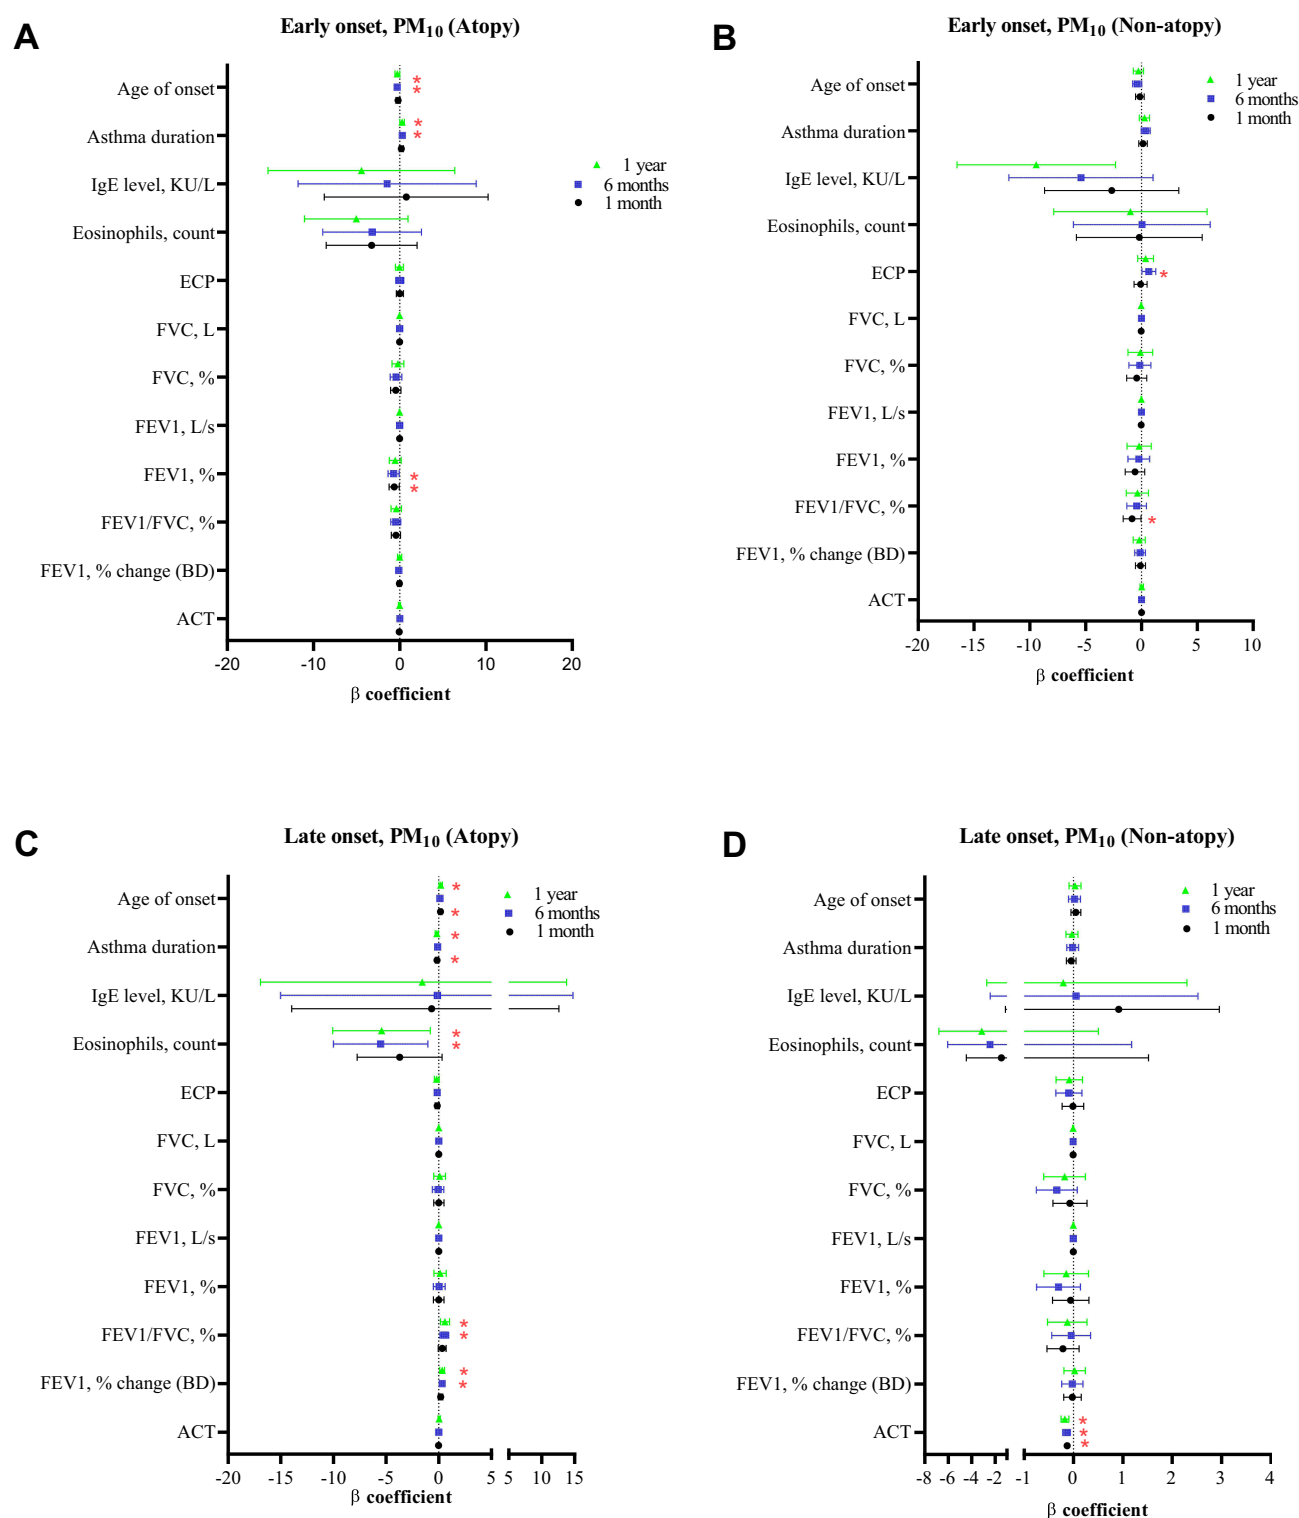 A
Early onset, PM10 (Atopy)
Age of onset
*
*
Asthma duration
*
*
IgE level, KU/L
Eosinophils, count
ECP
FVC, L
FVC, %
FEV1, L/s
FEV1, %
*
*
FEV1/FVC, %
FEV1, % change (BD)
ACT
1 year
6 months
1 month
-20 -10 0 10 20
β coefficient
B
Early onset, PM10 (Non-atopy)
Age of onset
Asthma duration
IgE level, KU/L
Eosinophils, count
ECP
*
FVC, L
FVC, %
FEV1, L/s
FEV1, %
FEV1/FVC, %
*
FEV1, % change (BD)
ACT
1 year
6 months
1 month
-20 -15 -10 -5 0 5 10
β coefficient
C
Late onset, PM10 (Atopy)
Age of onset
*
*
Asthma duration
*
*
IgE level, KU/L
Eosinophils, count
*
*
ECP
FVC, L
FVC, %
FEV1, L/s
FEV1, %
FEV1/FVC, %
*
*
FEV1, % change (BD)
*
*
ACT
1 year
6 months
1 month
-20 -15 -10 -5 0 5 5 10 15
β coefficient
D
Late onset, PM10 (Non-atopy)
Age of onset
Asthma duration
IgE level, KU/L
Eosinophils, count
ECP
FVC, L
FVC, %
FEV1, L/s
FEV1, %
FEV1/FVC, %
FEV1, % change (BD)
ACT
*
*
*
1 year
6 months
1 month
-8 -6 -4 -2 -1 0 1 2 3 4
β coefficient